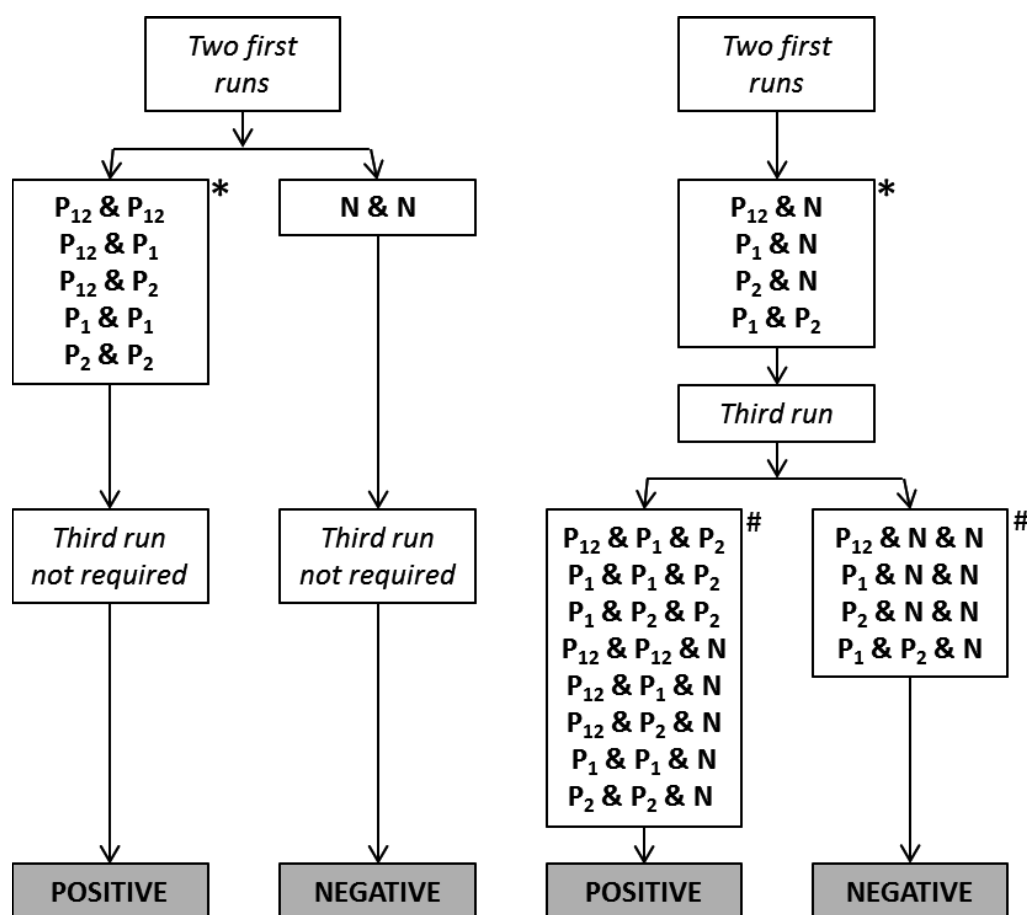 Two first
runs
P₁₂ & P₁₂
P₁₂ & P₁
P₁₂ & P₂
P₁ & P₁
P₂ & P₂
*
N & N
Third run
not required
Third run
not required
POSITIVE
NEGATIVE
Two first
runs
P₁₂ & N
P₁ & N
P₂ & N
P₁ & P₂
*
Third run
P₁₂ & P₁ & P₂
P₁ & P₁ & P₂
P₁ & P₂ & P₂
P₁₂ & P₁₂ & N
P₁₂ & P₁ & N
P₁₂ & P₂ & N
P₁ & P₁ & N
P₂ & P₂ & N
#
P₁₂ & N & N
P₁ & N & N
P₂ & N & N
P₁ & P₂ & N
#
POSITIVE
NEGATIVE